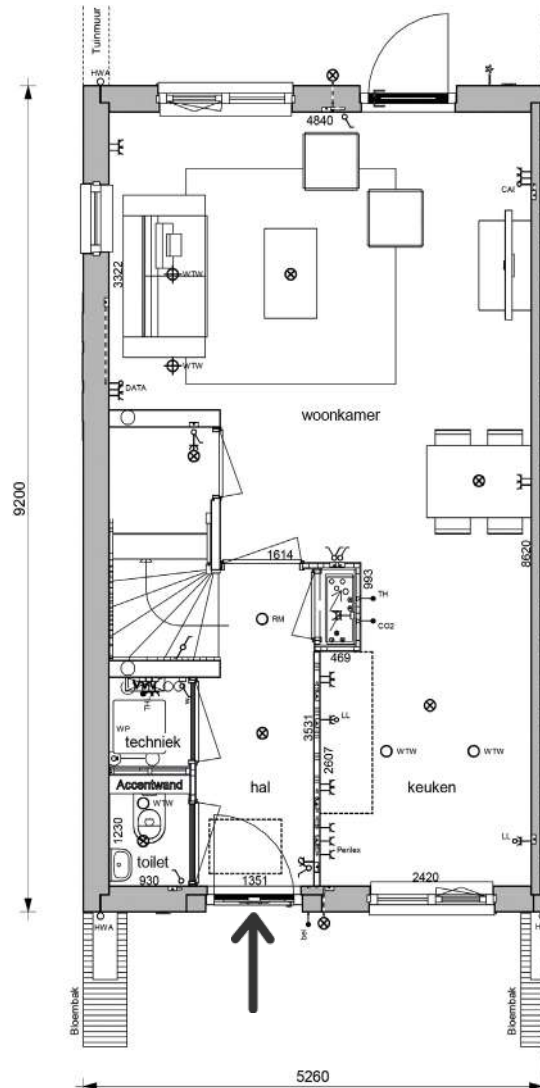 Tuinmuur
HWA
4840
CAI
3322
WTW
WTW
DATA
woonkamer
9200
8620
1614
993
TH
RM
CO2
469
LL
3531
2607
WP
techniek
WTW
WTW
Accentwand
hal
keuken
WTW
1230
toilet
Perilex
LL
930
1351
2420
HWA
bel
H
Bloembak
Bloembak
5260